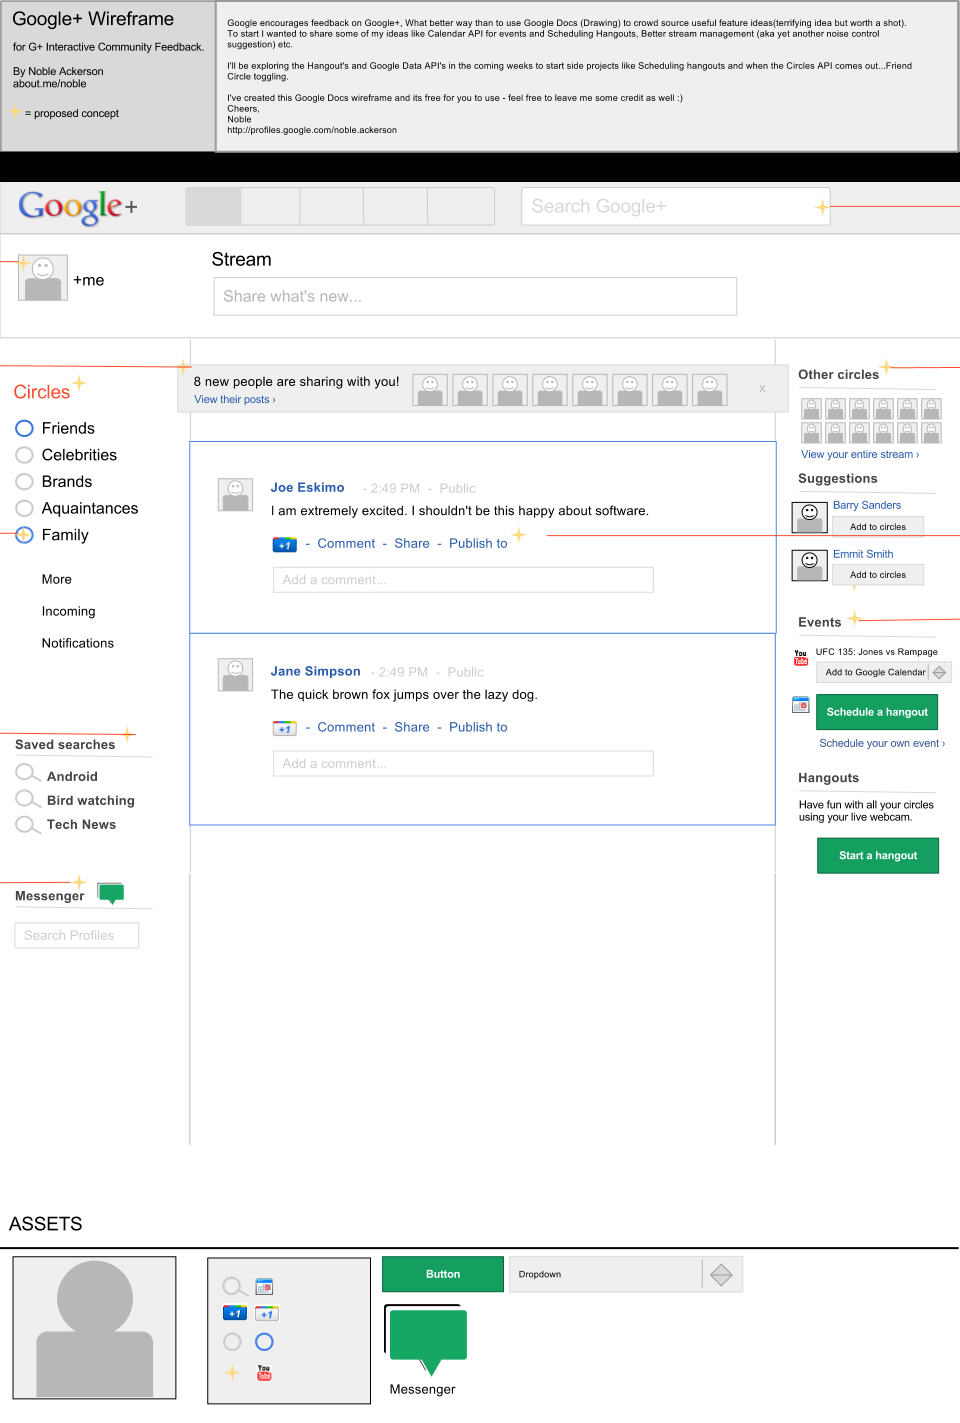 Google+ Wireframe
for G+ Interactive Community Feedback.
By Noble Ackerson
about.me/noble
= proposed concept
Google encourages feedback on Google+, What better way than to use Google Docs (Drawing) to crowd source useful feature ideas(terrifying idea but worth a shot).
To start I wanted to share some of my ideas like Calendar API for events and Scheduling Hangouts, Better stream management (aka yet another noise control
suggestion) etc.
I'll be exploring the Hangout's and Google Data API's in the coming weeks to start side projects like Scheduling hangouts and when the Circles API comes out...Friend
Circle toggling.
I've created this Google Docs wireframe and its free for you to use - feel free to leave me some credit as well :)
Cheers,
Noble
http://profiles.google.com/noble.ackerson
Google+
Search Google+
+me
Stream
Share what's new...
Circles
Friends
Celebrities
Brands
Aquaintances
Family
More
Incoming
Notifications
Saved searches
Android
Bird watching
Tech News
Messenger
Search Profiles
8 new people are sharing with you!
View their posts ›
x
Joe Eskimo - 2:49 PM - Public
I am extremely excited. I shouldn't be this happy about software.
+1 - Comment - Share - Publish to
Add a comment...
Jane Simpson - 2:49 PM - Public
The quick brown fox jumps over the lazy dog.
+1 - Comment - Share - Publish to
Add a comment...
Other circles
View your entire stream ›
Suggestions
Barry Sanders
Add to circles
Emmit Smith
Add to circles
Events
You Tube
UFC 135: Jones vs Rampage
Add to Google Calendar
Schedule a hangout
Schedule your own event ›
Hangouts
Have fun with all your circles
using your live webcam.
Start a hangout
ASSETS
+1 +1
You
Tube
Button
Dropdown
Messenger